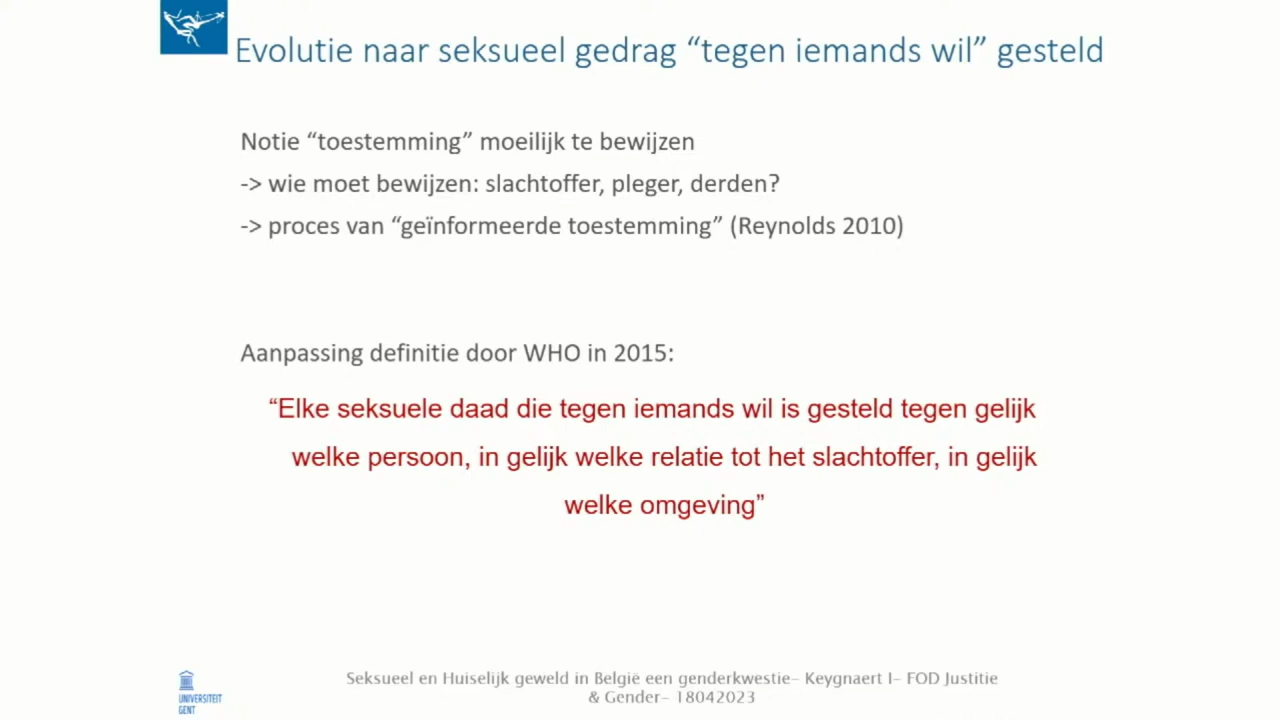 Evolutie naar seksueel gedrag “tegen iemands wil” gesteld
Notie “toestemming” moeilijk te bewijzen
-> wie moet bewijzen: slachtoffer, pleger, derden?
-> proces van “geïnformeerde toestemming” (Reynolds 2010)
Aanpassing definitie door WHO in 2015:
“Elke seksuele daad die tegen iemands wil is gesteld tegen gelijk
welke persoon, in gelijk welke relatie tot het slachtoffer, in gelijk
welke omgeving”
UNIVERSITEIT
GENT
Seksueel en Huiselijk geweld in België een genderkwestie– Keygnaert I– FOD Justitie
& Gender– 18042023